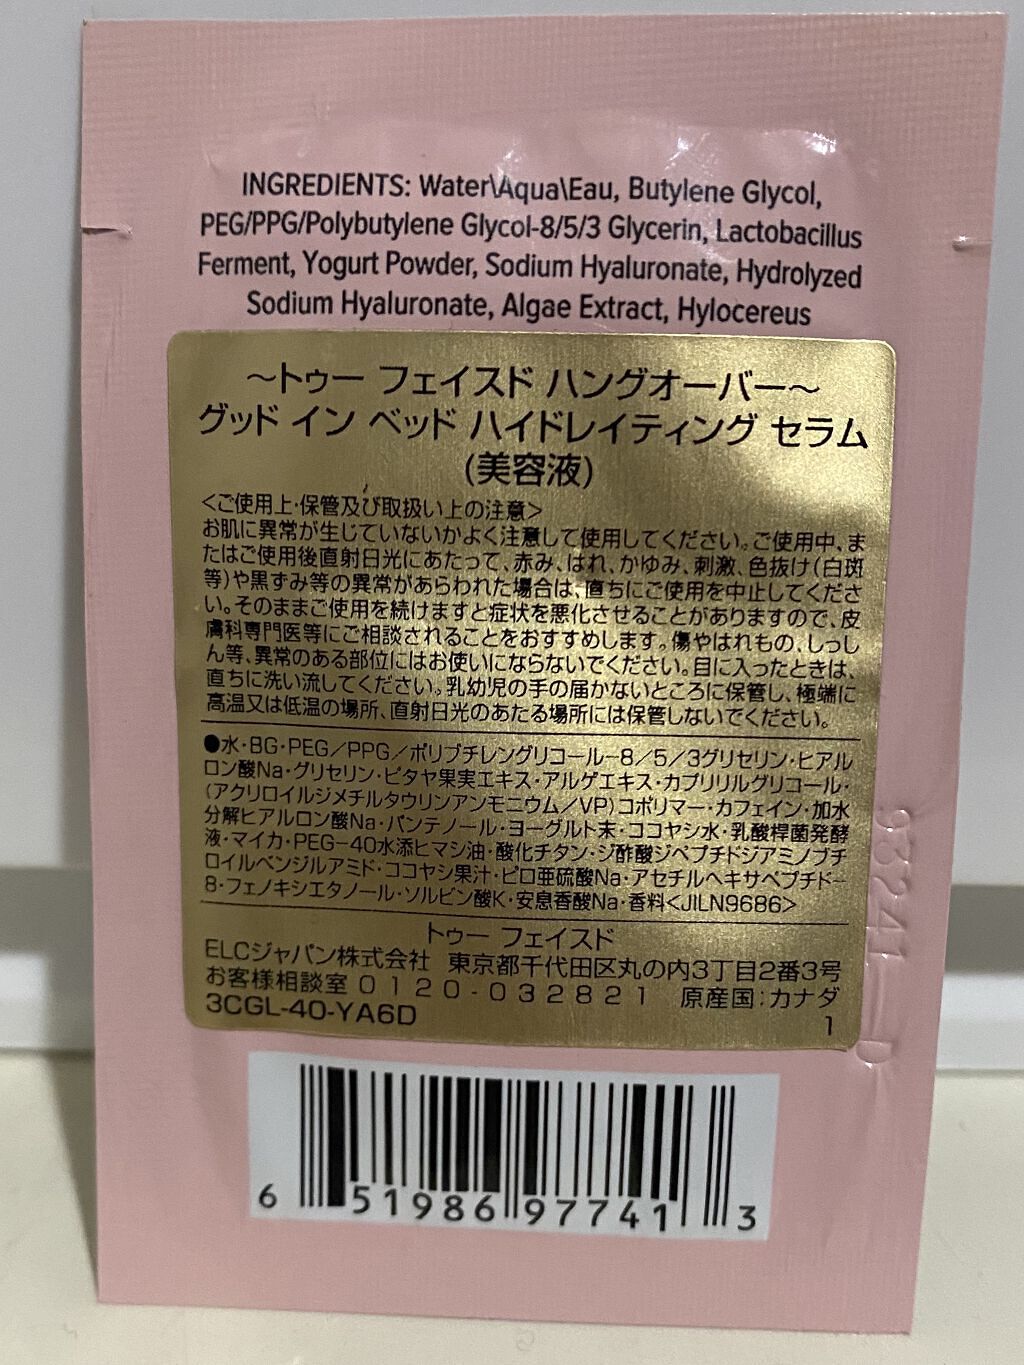 INGREDIENTS: Water\Aqua\Eau, Butylene Glycol,
PEG/PPG/Polybutylene Glycol-8/5/3 Glycerin, Lactobacillus
Ferment, Yogurt Powder, Sodium Hyaluronate, Hydrolyzed
Sodium Hyaluronate, Algae Extract, Hylocereus
～トゥー フェイスド ハングオーバー～
グッド イン ベッド ハイドレイティング セラム
(美容液)
<ご使用上・保管及び取扱い上の注意>
お肌に異常が生じていないかよく注意して使用してください。ご使用中、ま
たはご使用後直射日光にあたって、赤み、はれ、かゆみ、刺激、色抜け(白斑
等)や黒ずみ等の異常があらわれた場合は、直ちにご使用を中止してくださ
い。そのままご使用を続けますと症状を悪化させることがありますので、皮
膚科専門医等にご相談されることをおすすめします。傷やはれもの、しっし
ん等、異常のある部位にはお使いにならないでください。目に入ったときは、
直ちに洗い流してください。乳幼児の手の届かないところに保管し、極端に
高温又は低温の場所、直射日光のあたる場所には保管しないでください。
●水・BG・PEG／PPG／ポリブチレングリコール-8／5／3グリセリン・ヒアル
ロン酸Na・グリセリン・ピタヤ果実エキス・アルゲエキス・カプリリルグリコール・
(アクリロイルジメチルタウリンアンモニウム／VP)コポリマー・カフェイン・加水
分解ヒアルロン酸Na・パンテノール・ヨーグルト末・ココヤシ水・乳酸桿菌発酵
液・マイカ・PEG-40水添ヒマシ油・酸化チタン・ジ酢酸ジペプチドジアミノブチ
ロイルベンジルアミド・ココヤシ果汁・ピロ亜硫酸Na・アセチルヘキサペプチド-
8・フェノキシエタノール・ソルビン酸K・安息香酸Na・香料<JILN9686>
トゥー フェイスド
ELCジャパン株式会社 東京都千代田区丸の内3丁目2番3号
お客様相談室 0120-032821 原産国:カナダ
3CGL-40-YA6D 1
6 51986 97741 3